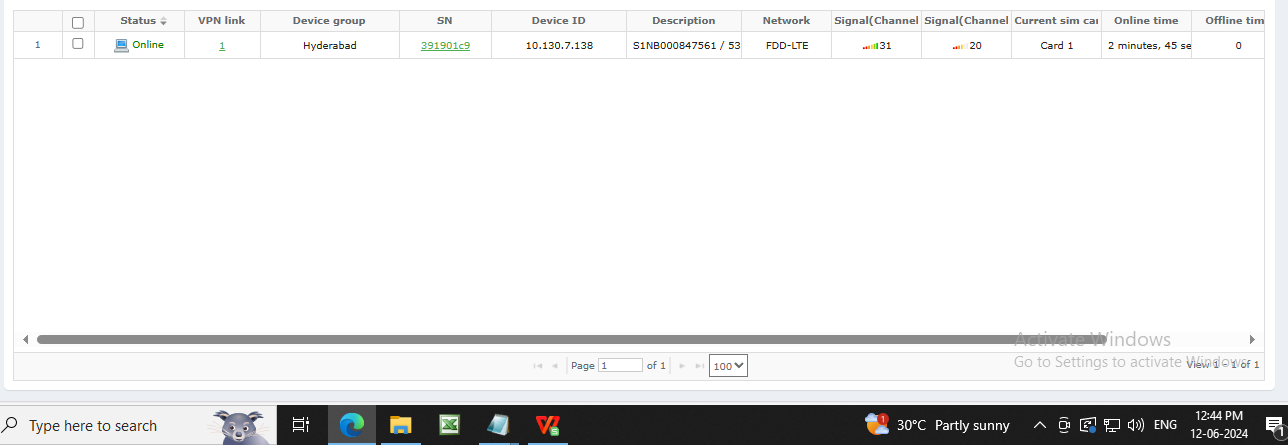 Status VPN link Device group SN Device ID Description Network Signal(Channel Signal(Channel Current sim car Online time Offline tim
1 Online 1 Hyderabad 391901c9 10.130.7.138 S1NB000847561 / 53 FDD-LTE 31 20 Card 1 2 minutes, 45 se 0
Activate Windows
Go to Settings to activate Windows.
Page 1 of 1 100 View 1 - 1 of 1
Type here to search 1 30°C Partly sunny ENG 12:44 PM
12-06-2024 1